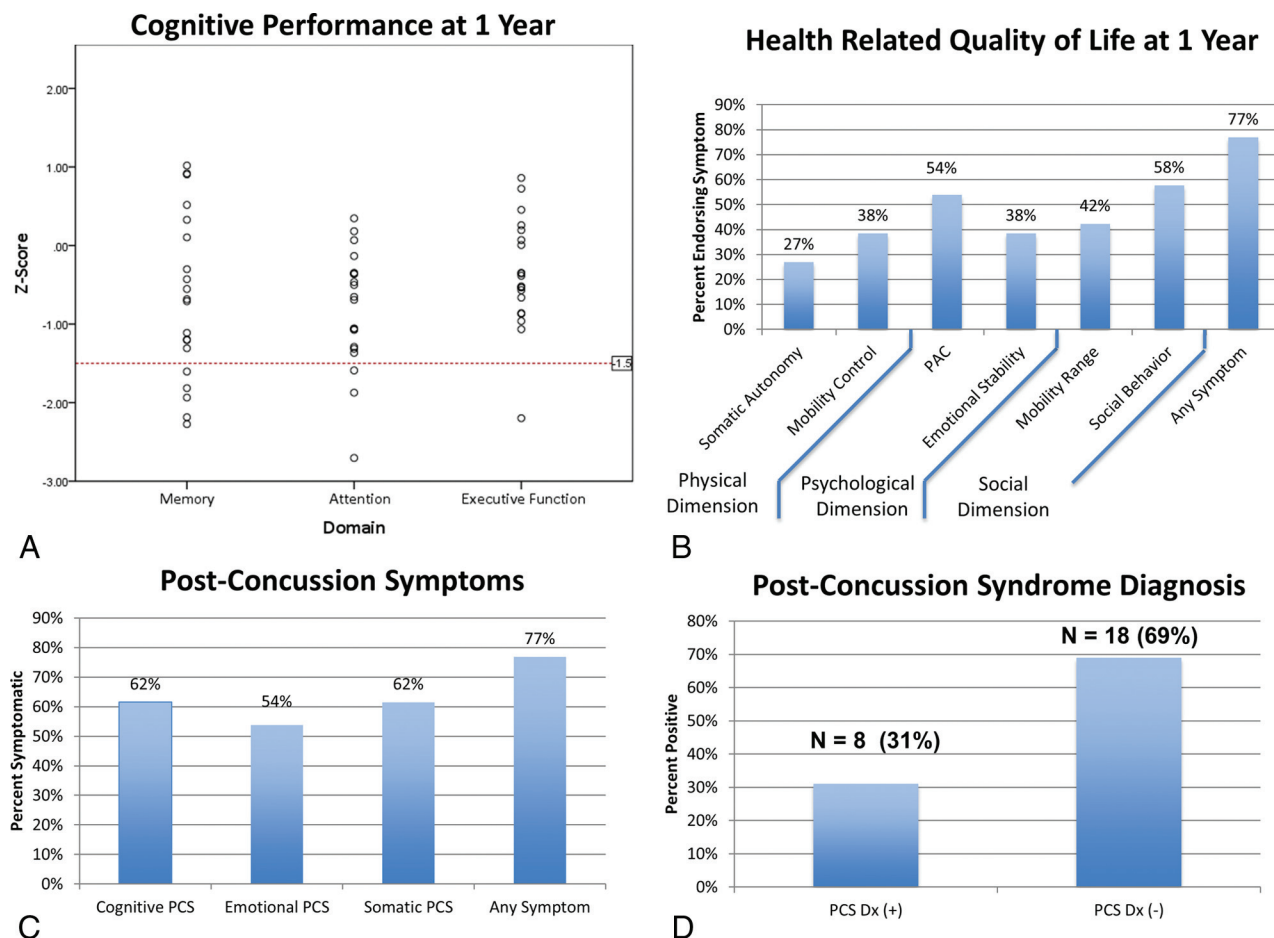 Cognitive Performance at 1 Year
2.00
1.00
.00
-1.00
-2.00
-3.00
Z-Score
-1.5
Memory
Attention
Executive Function
Domain
A
Health Related Quality of Life at 1 Year
Percent Endorsing Symptom
90%
80%
70%
60%
50%
40%
30%
20%
10%
0%
27%
38%
54%
38%
42%
58%
77%
Somatic Autonomy
Mobility Control
PAC
Emotional Stability
Mobility Range
Social Behavior
Any Symptom
Physical
Dimension
Psychological
Dimension
Social
Dimension
B
Post-Concussion Symptoms
Percent Symptomatic
90%
80%
70%
60%
50%
40%
30%
20%
10%
0%
62%
54%
62%
77%
Cognitive PCS
Emotional PCS
Somatic PCS
Any Symptom
C
Post-Concussion Syndrome Diagnosis
Percent Positive
80%
70%
60%
50%
40%
30%
20%
10%
0%
N = 8 (31%)
N = 18 (69%)
PCS Dx (+)
PCS Dx (-)
D